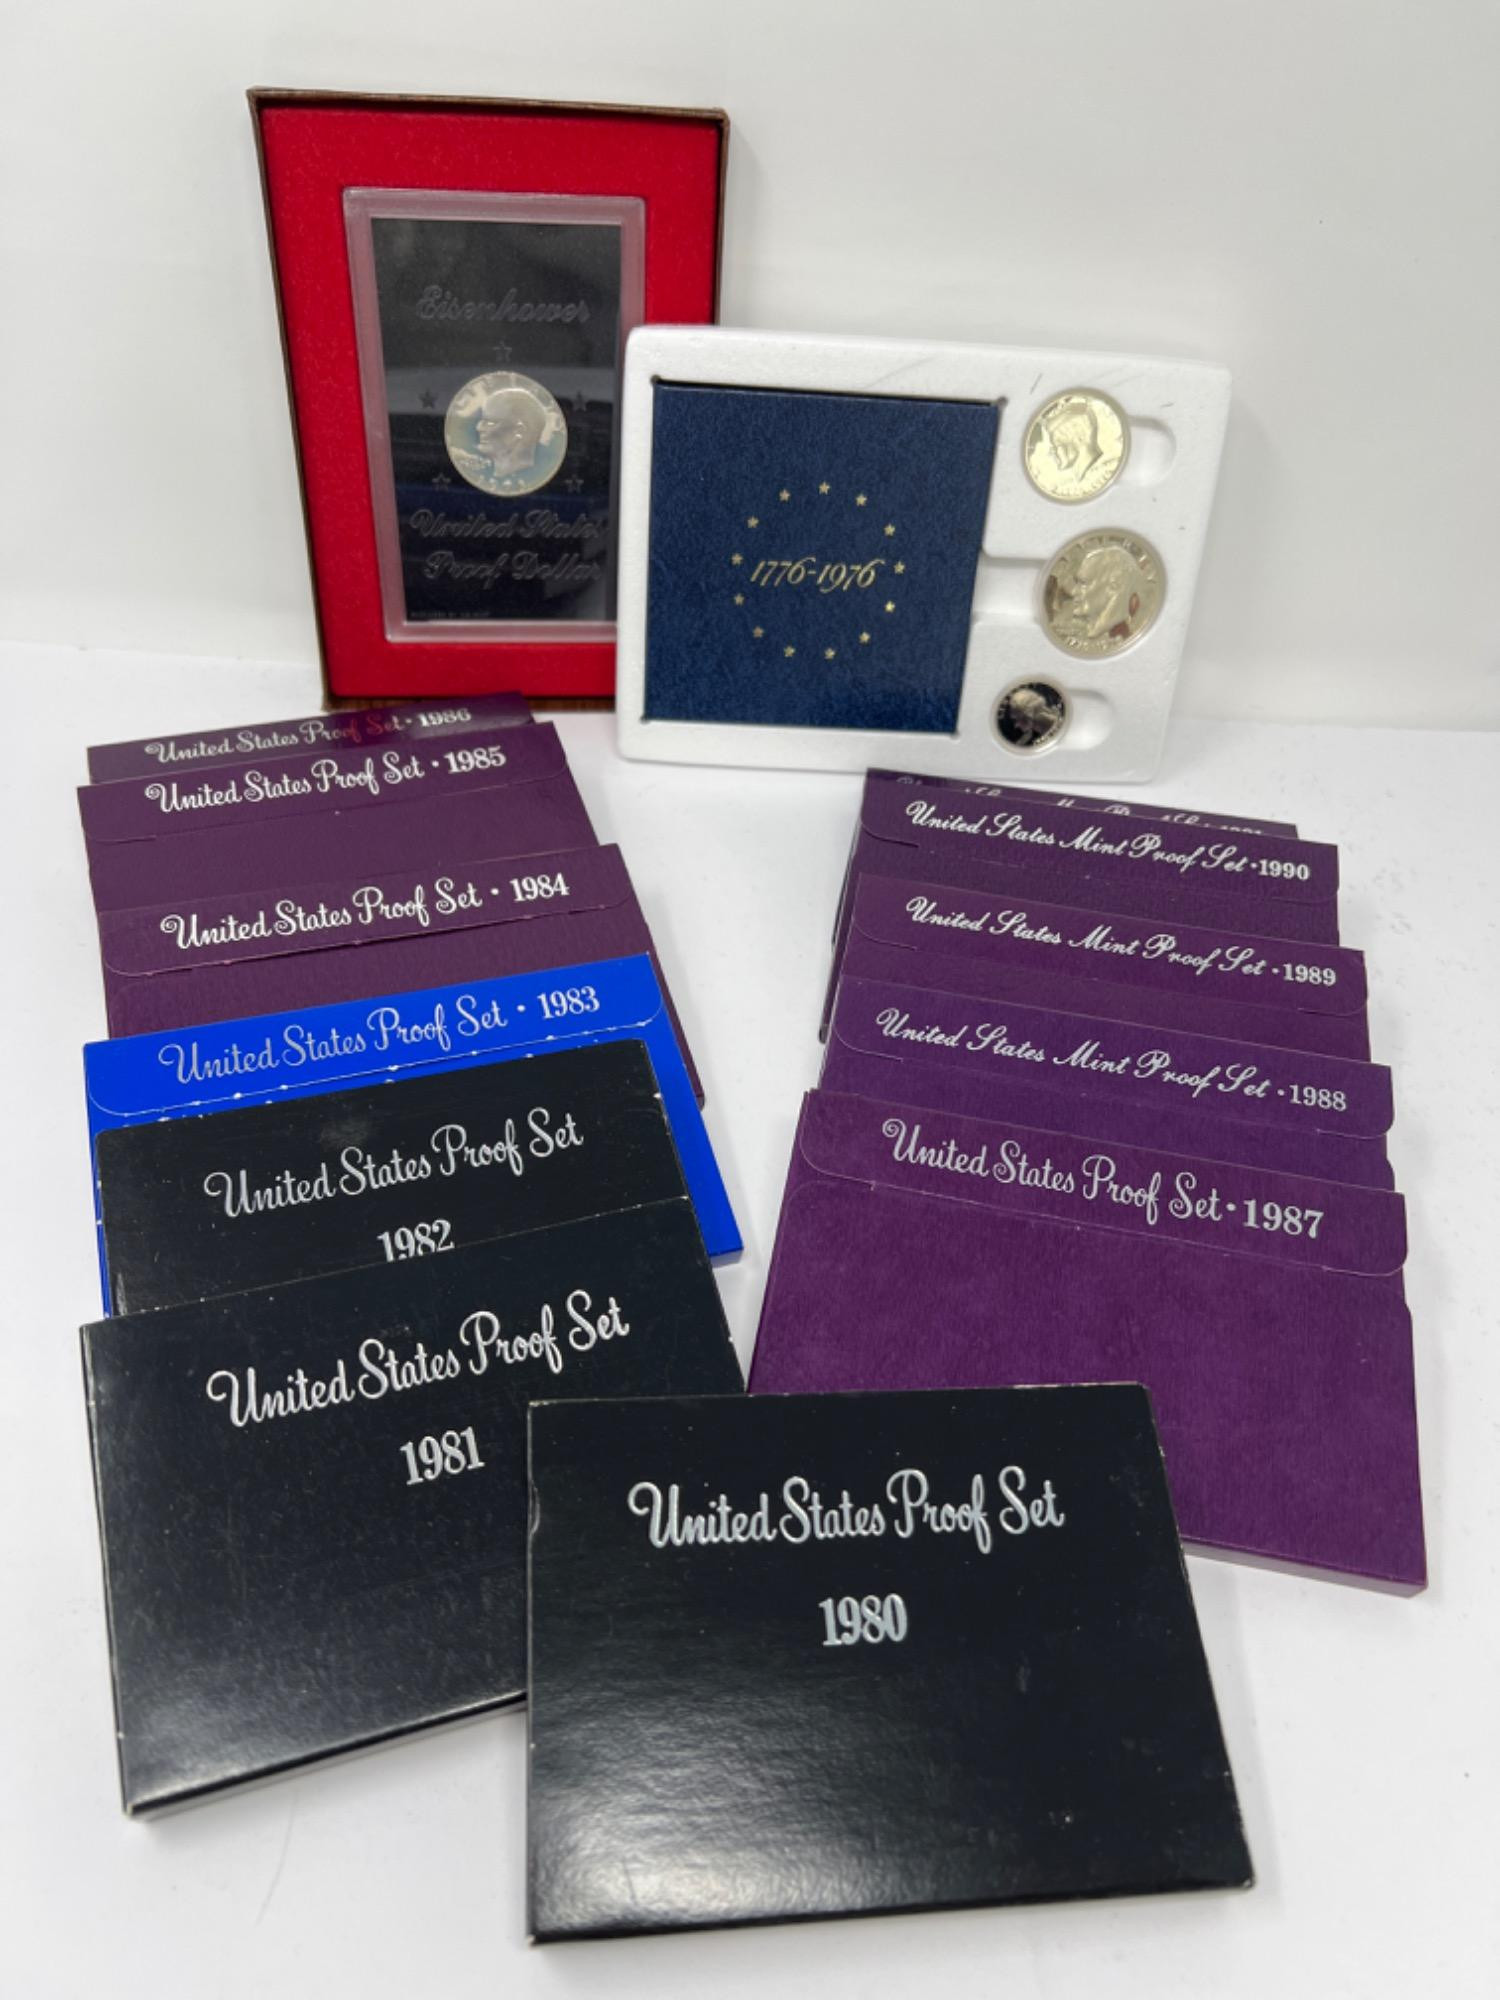 Eisenhower
1973
United States
Proof Dollar
1776-1976
United States Proof Set · 1986
United States Proof Set · 1985
United States Proof Set · 1984
United States Proof Set · 1983
United States Proof Set
1982
United States Proof Set
1981
United States Proof Set
1980
United States Mint Proof Set · 1990
United States Mint Proof Set · 1989
United States Mint Proof Set · 1988
United States Proof Set · 1987